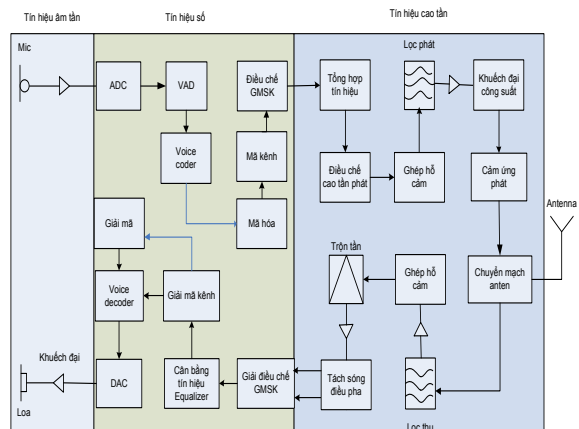 Tín hiệu âm tần
Tín hiệu số
Tín hiệu cao tần
Mic
ADC
VAD
Điều chế
GMSK
Tổng hợp
tín hiệu
Lọc phát
Khuếch đại
công suất
Voice
coder
Mã kênh
Điều chế
cao tần phát
Ghép hỗ
cảm
Cảm ứng
phát
Antenna
Giải mã
Mã hóa
Trộn tần
Voice
decoder
Giải mã kênh
Ghép hỗ
cảm
Chuyển mạch
anten
Khuếch đại
Loa
DAC
Cân bằng
tín hiệu
Equalizer
Giải điều chế
GMSK
Tách sóng
điều pha
Lọc thu